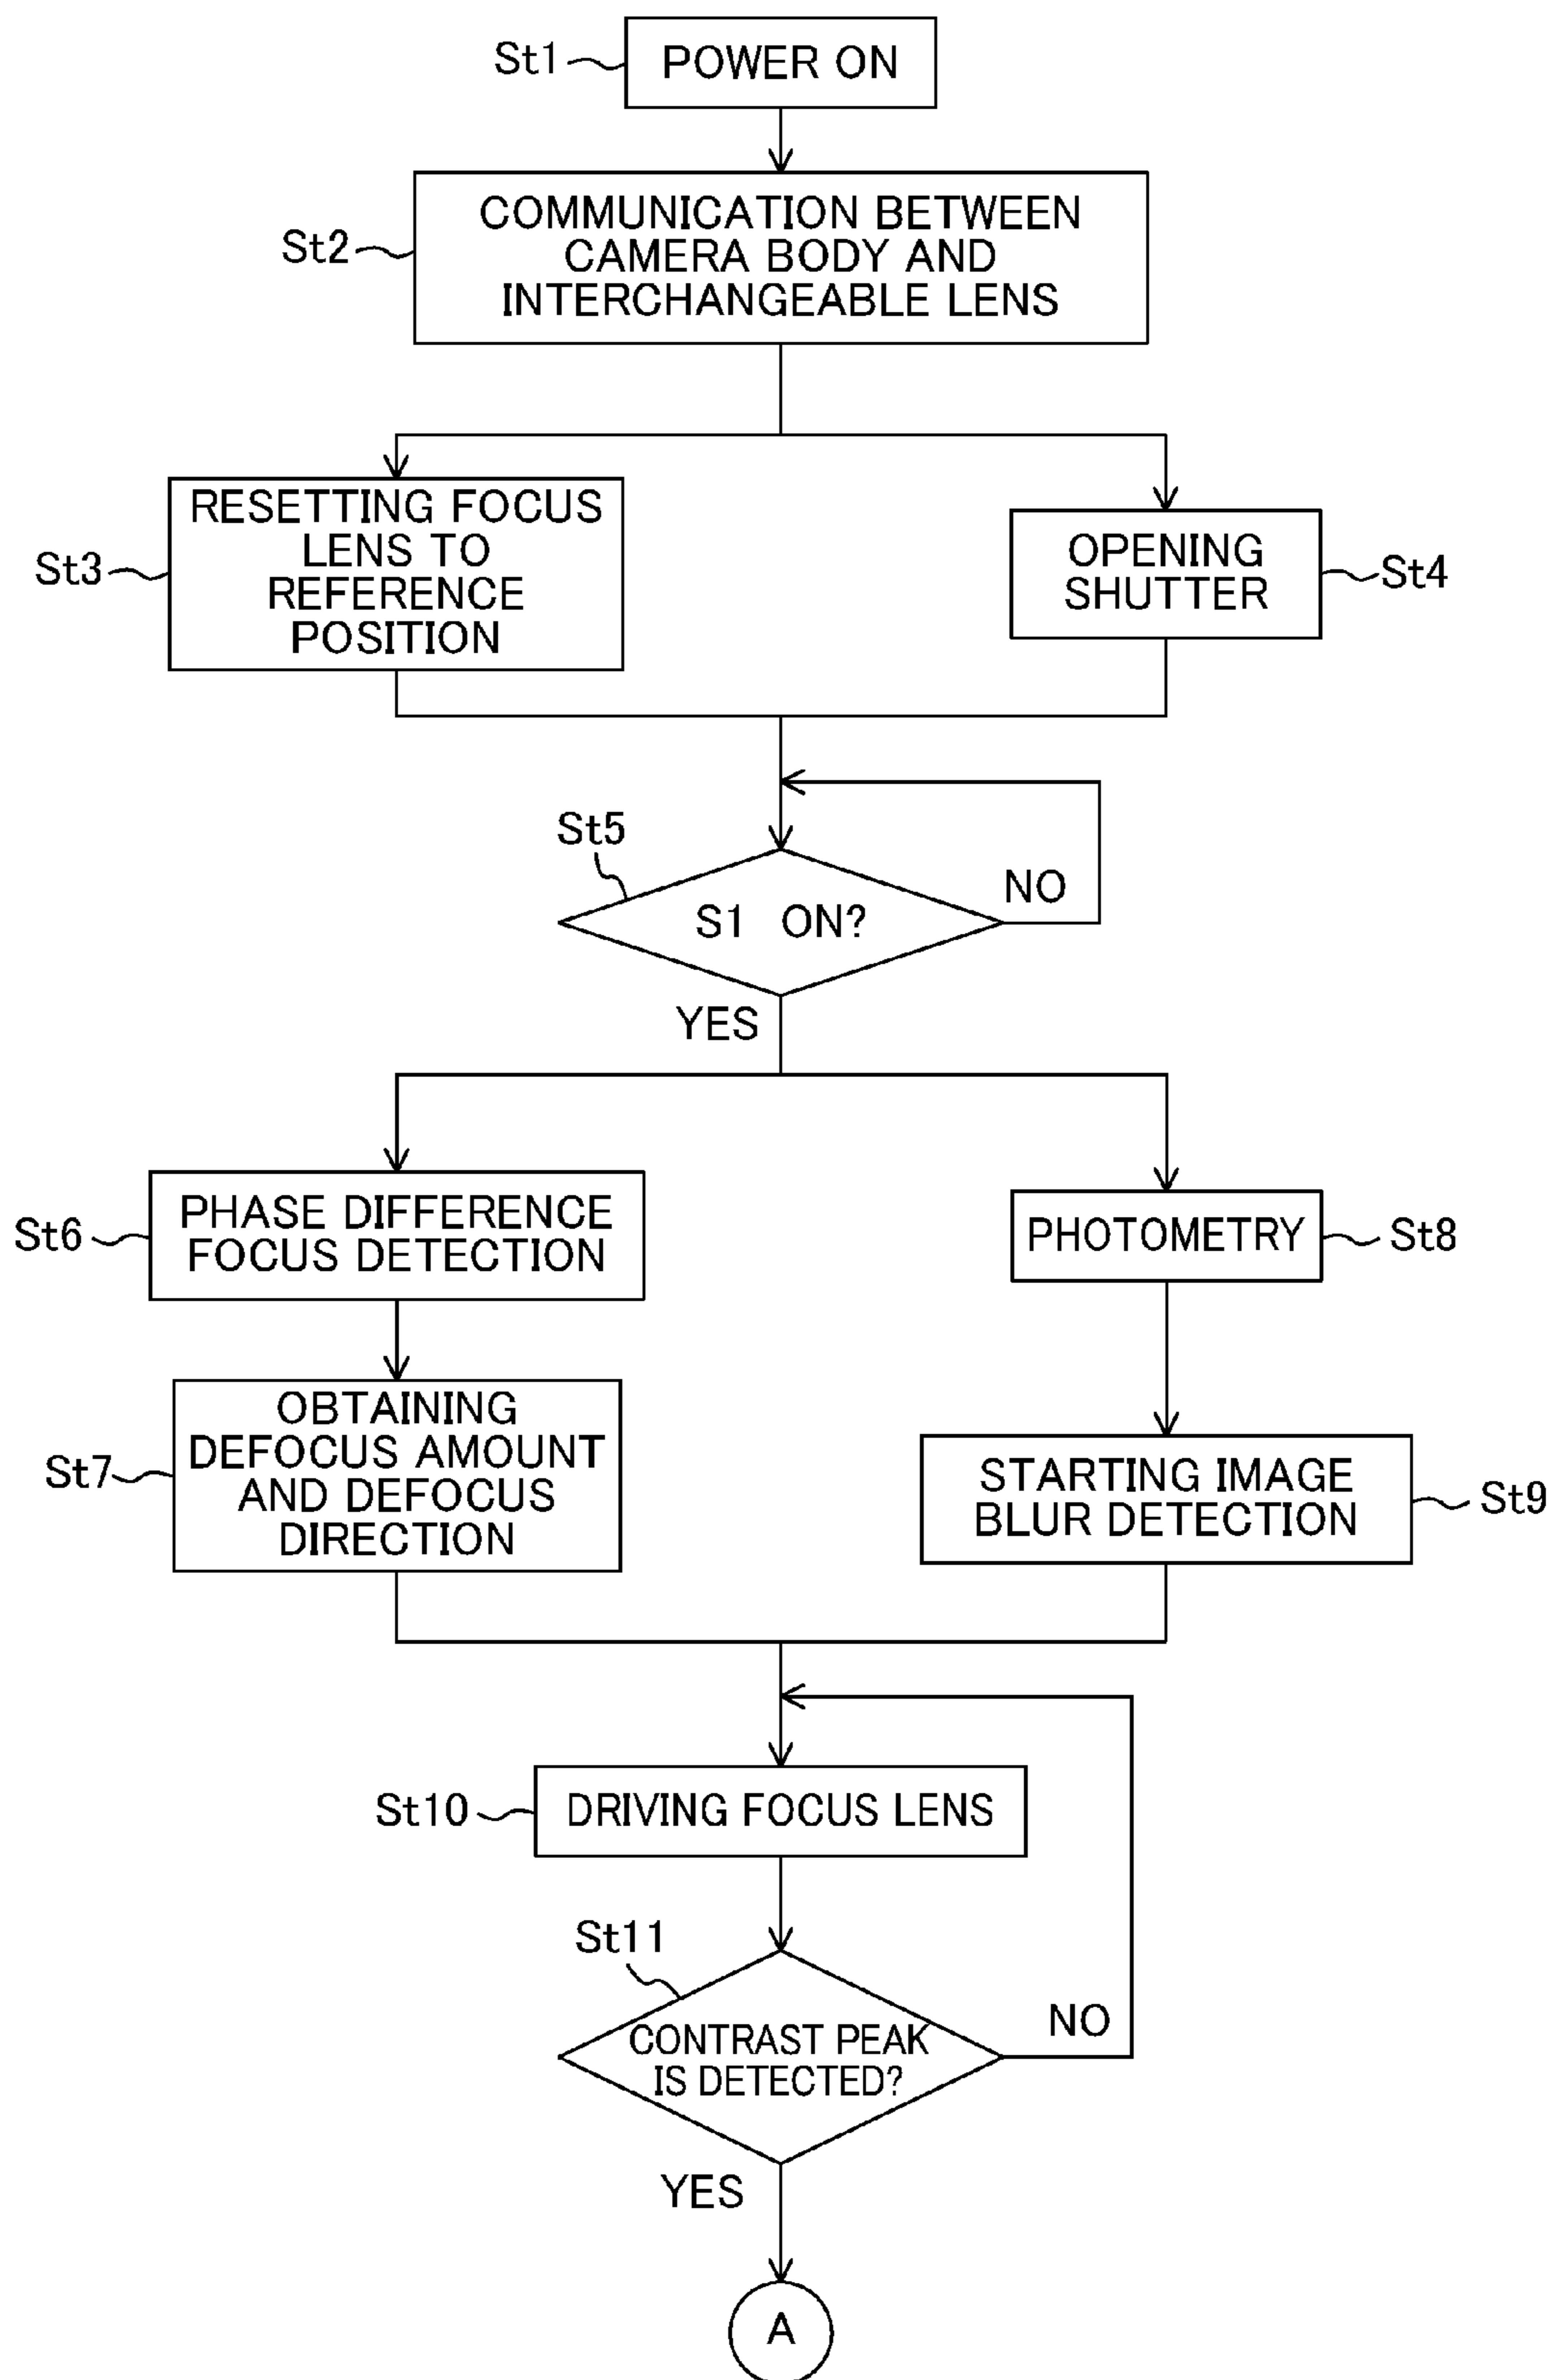 St1
POWER ON
St2
COMMUNICATION BETWEEN
CAMERA BODY AND
INTERCHANGEABLE LENS
St3
RESETTING FOCUS
LENS TO
REFERENCE
POSITION
OPENING
SHUTTER
St4
St5
S1 ON?
NO
YES
St6
PHASE DIFFERENCE
FOCUS DETECTION
PHOTOMETRY
St8
St7
OBTAINING
DEFOCUS AMOUNT
AND DEFOCUS
DIRECTION
STARTING IMAGE
BLUR DETECTION
St9
St10
DRIVING FOCUS LENS
St11
CONTRAST PEAK
IS DETECTED?
NO
YES
A